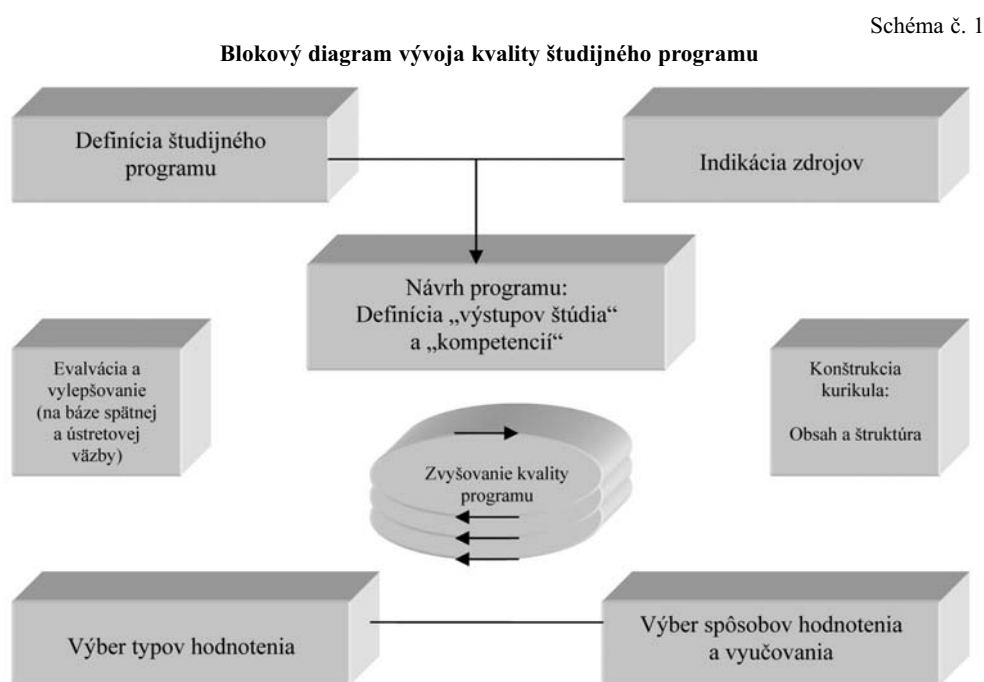 Schéma č. 1
Blokový diagram vývoja kvality študijného programu
Definícia študijného
programu
Indikácia zdrojov
Návrh programu:
Definícia „výstupov štúdia“
a „kompetencií“
Evalvácia a
vylepšovanie
(na báze spätnej
a ústretovej
väzby)
Konštrukcia
kurikula:
Obsah a štruktúra
Zvyšovanie kvality
programu
Výber typov hodnotenia
Výber spôsobov hodnotenia
a vyučovania